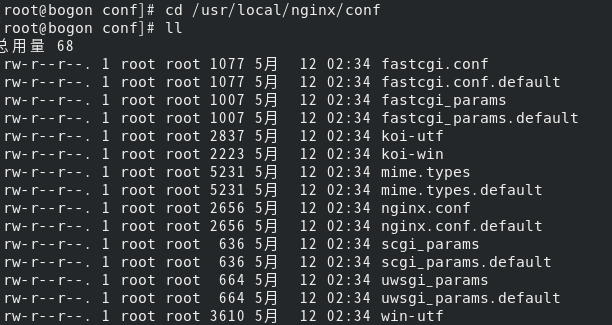 root@bogon conf]# cd /usr/local/nginx/conf
root@bogon conf]# ll
总用量 68
rw-r--r--. 1 root root 1077 5月  12 02:34 fastcgi.conf
rw-r--r--. 1 root root 1077 5月  12 02:34 fastcgi.conf.default
rw-r--r--. 1 root root 1007 5月  12 02:34 fastcgi_params
rw-r--r--. 1 root root 1007 5月  12 02:34 fastcgi_params.default
rw-r--r--. 1 root root 2837 5月  12 02:34 koi-utf
rw-r--r--. 1 root root 2223 5月  12 02:34 koi-win
rw-r--r--. 1 root root 5231 5月  12 02:34 mime.types
rw-r--r--. 1 root root 5231 5月  12 02:34 mime.types.default
rw-r--r--. 1 root root 2656 5月  12 02:34 nginx.conf
rw-r--r--. 1 root root 2656 5月  12 02:34 nginx.conf.default
rw-r--r--. 1 root root  636 5月  12 02:34 scgi_params
rw-r--r--. 1 root root  636 5月  12 02:34 scgi_params.default
rw-r--r--. 1 root root  664 5月  12 02:34 uwsgi_params
rw-r--r--. 1 root root  664 5月  12 02:34 uwsgi_params.default
rw-r--r--. 1 root root 3610 5月  12 02:34 win-utf